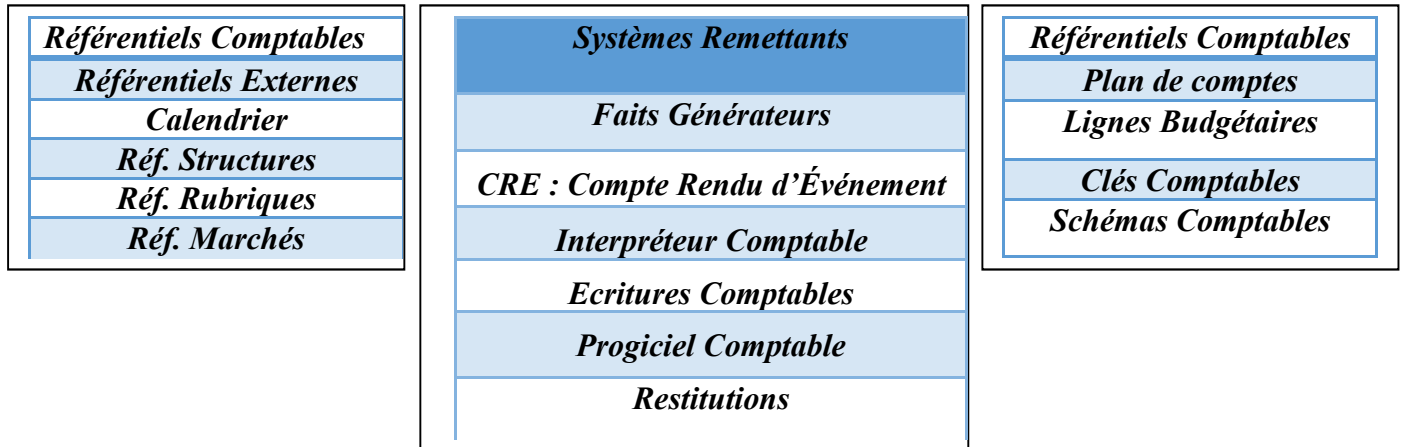 Référentiels Comptables
Référentiels Externes
Calendrier
Réf. Structures
Réf. Rubriques
Réf. Marchés
Systèmes Remettants
Faits Générateurs
CRE : Compte Rendu d’Événement
Interpréteur Comptable
Ecritures Comptables
Progiciel Comptable
Restitutions
Référentiels Comptables
Plan de comptes
Lignes Budgétaires
Clés Comptables
Schémas Comptables